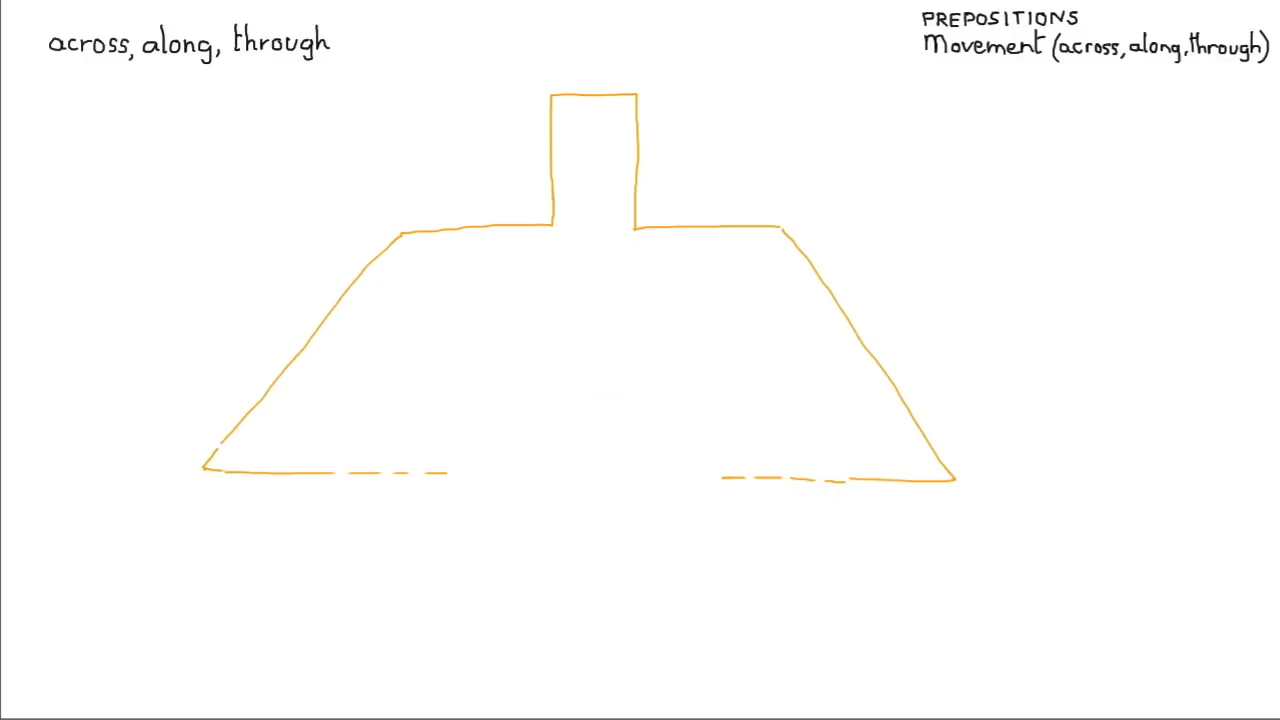 across, along, through
PREPOSITIONS
Movement (across, along, through)